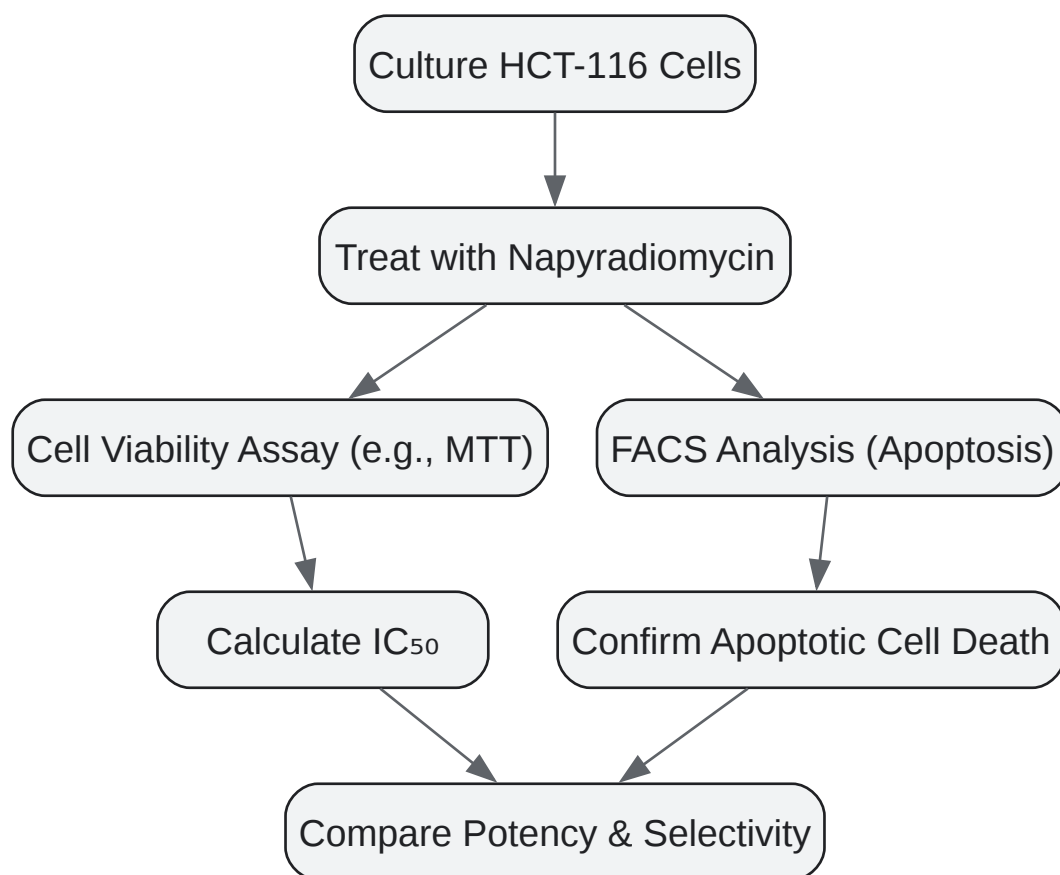 Culture HCT-116 Cells
Treat with Napyradiomycin
Cell Viability Assay (e.g., MTT)
FACS Analysis (Apoptosis)
Calculate IC₅₀
Confirm Apoptotic Cell Death
Compare Potency & Selectivity